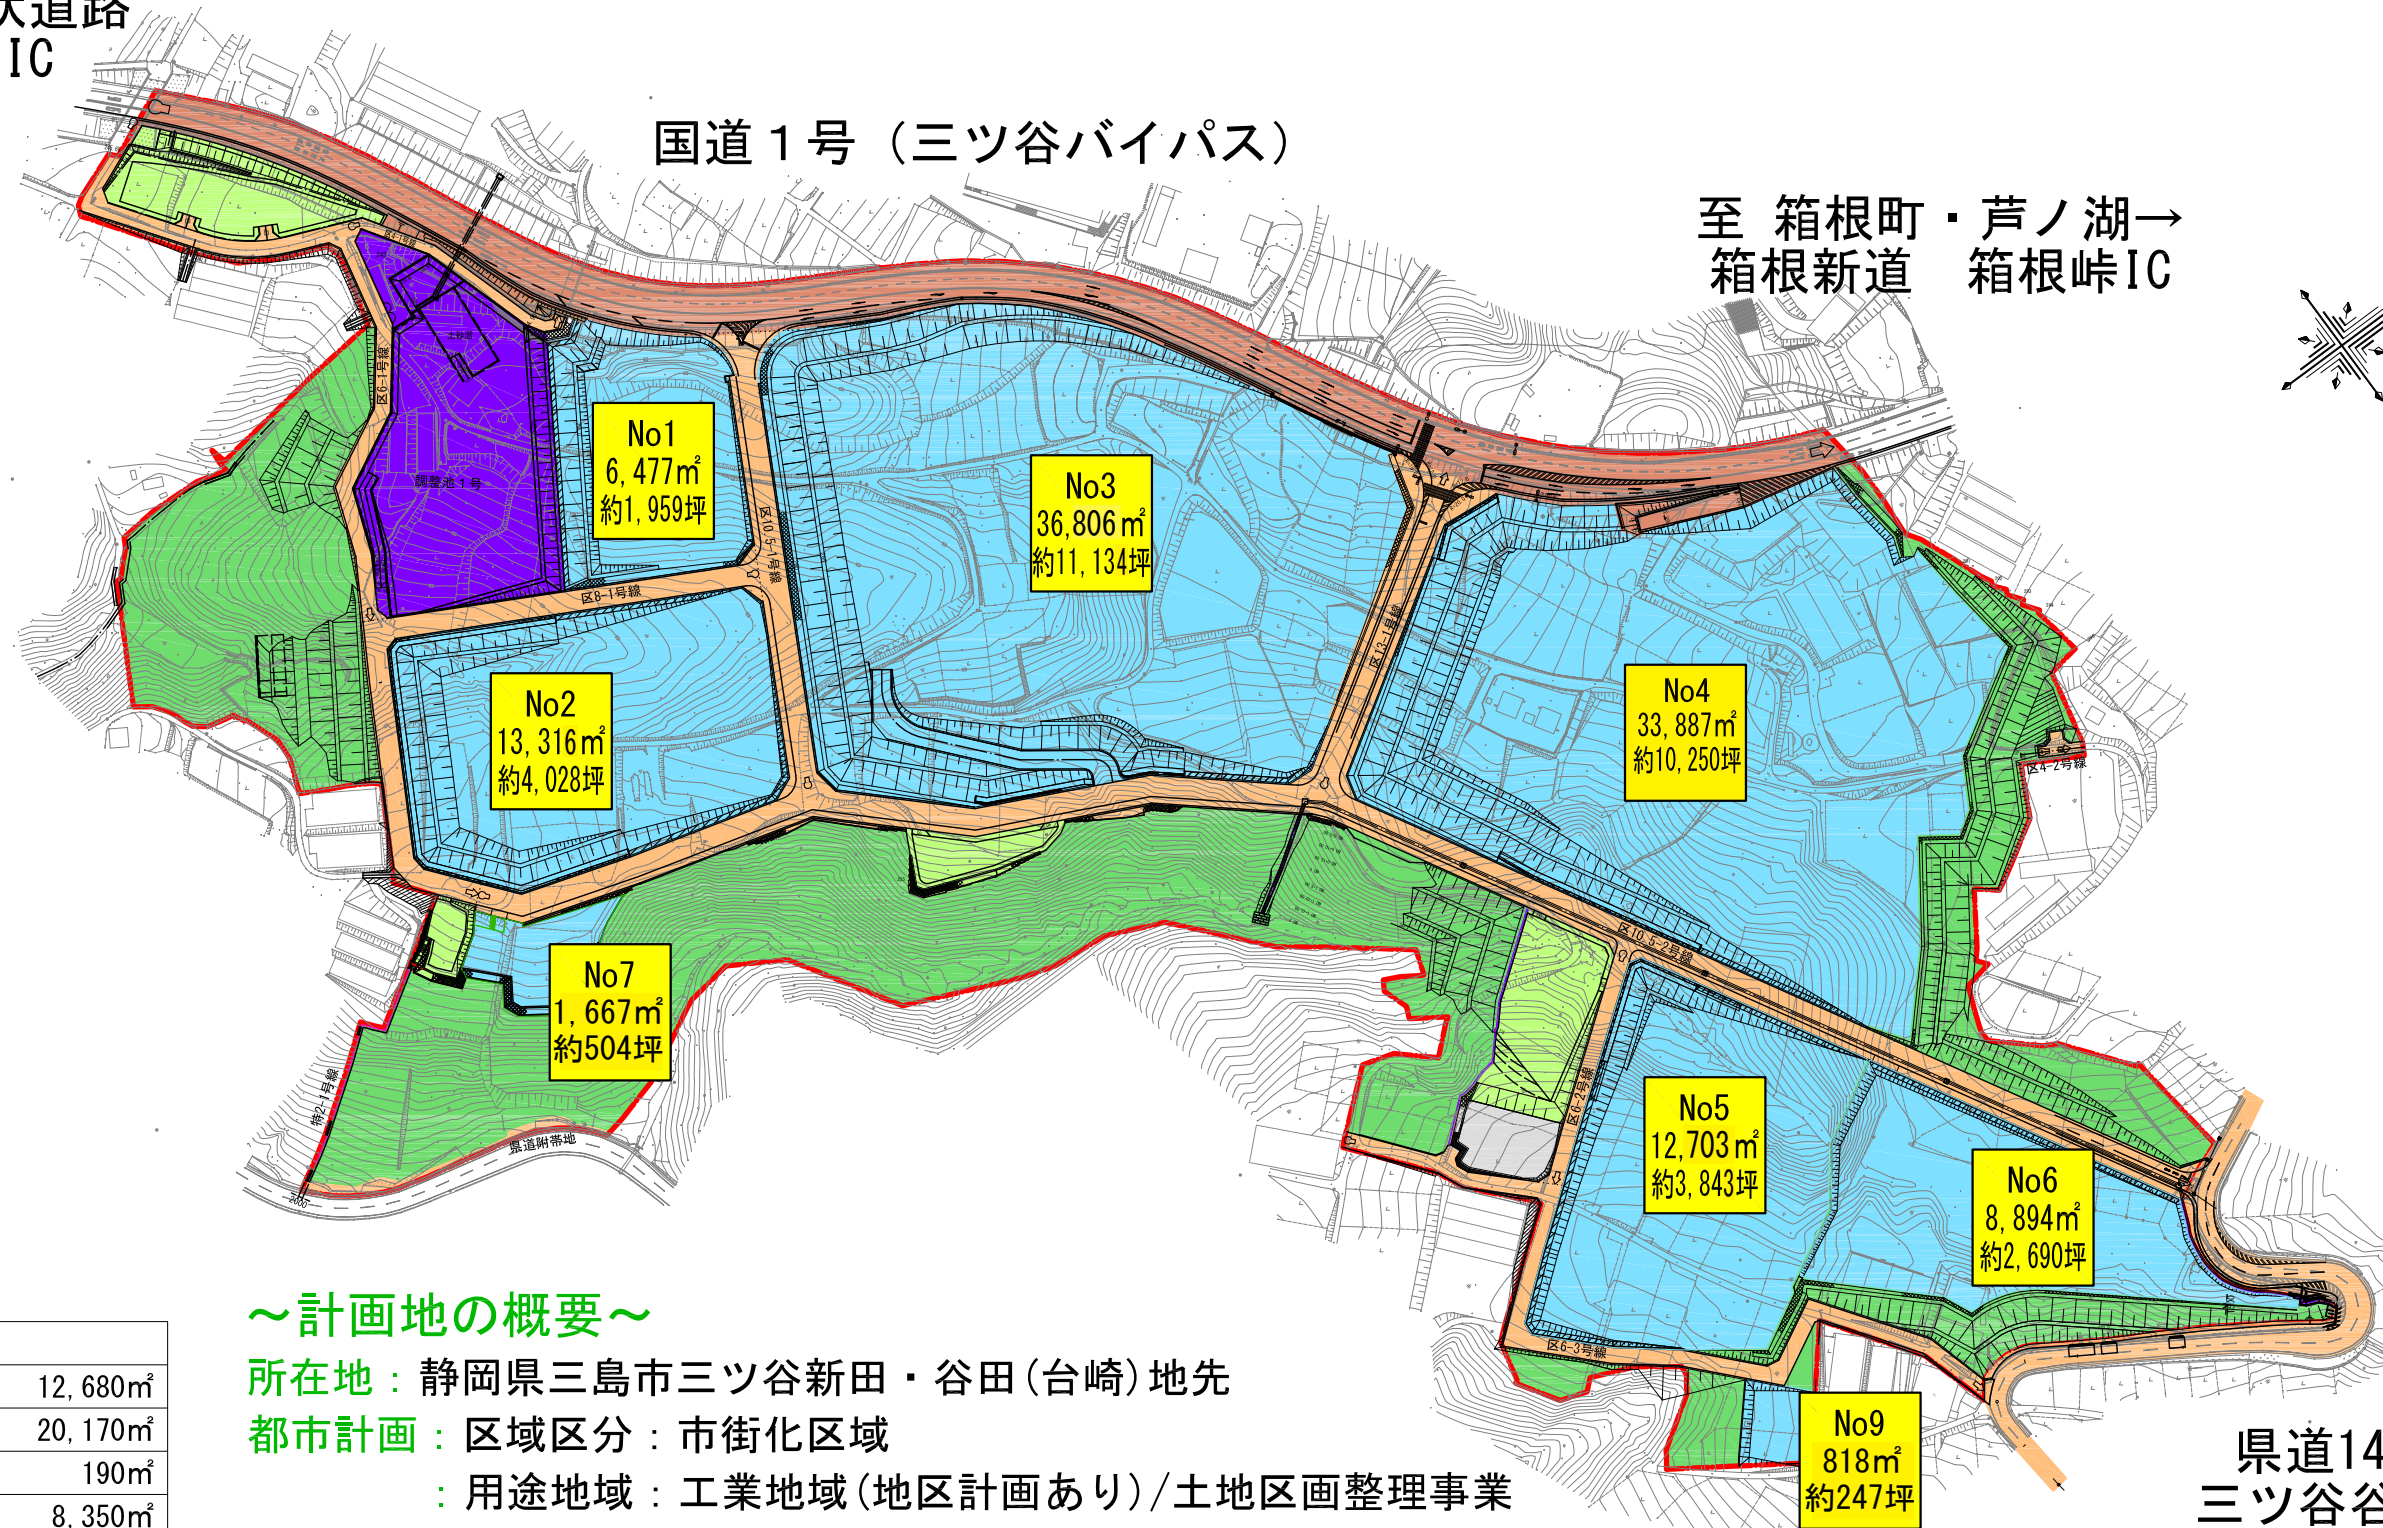 大道路
IC
国道１号（三ツ谷バイパス）
至 箱根町・芦ノ湖→
箱根新道　箱根峠IC
区4-1号線
区6-1号線
土砂池
調整池１号
No1
6,477㎡
約1,959坪
区10.5-1号線
区8-1号線
No2
13,316㎡
約4,028坪
No3
36,806㎡
約11,134坪
区13-1号線
No4
33,887㎡
約10,250坪
区4-2号線
区10.5-2号線
No7
1,667㎡
約504坪
特2-1号線
県道附帯地
区6-2号線
No5
12,703㎡
約3,843坪
No6
8,894㎡
約2,690坪
区6-3号線
No9
818㎡
約247坪
県道14
三ツ谷谷
12,680㎡
20,170㎡
190㎡
8,350㎡
～計画地の概要～
所在地：静岡県三島市三ツ谷新田・谷田(台崎)地先
都市計画：区域区分：市街化区域
：用途地域：工業地域(地区計画あり)/土地区画整理事業